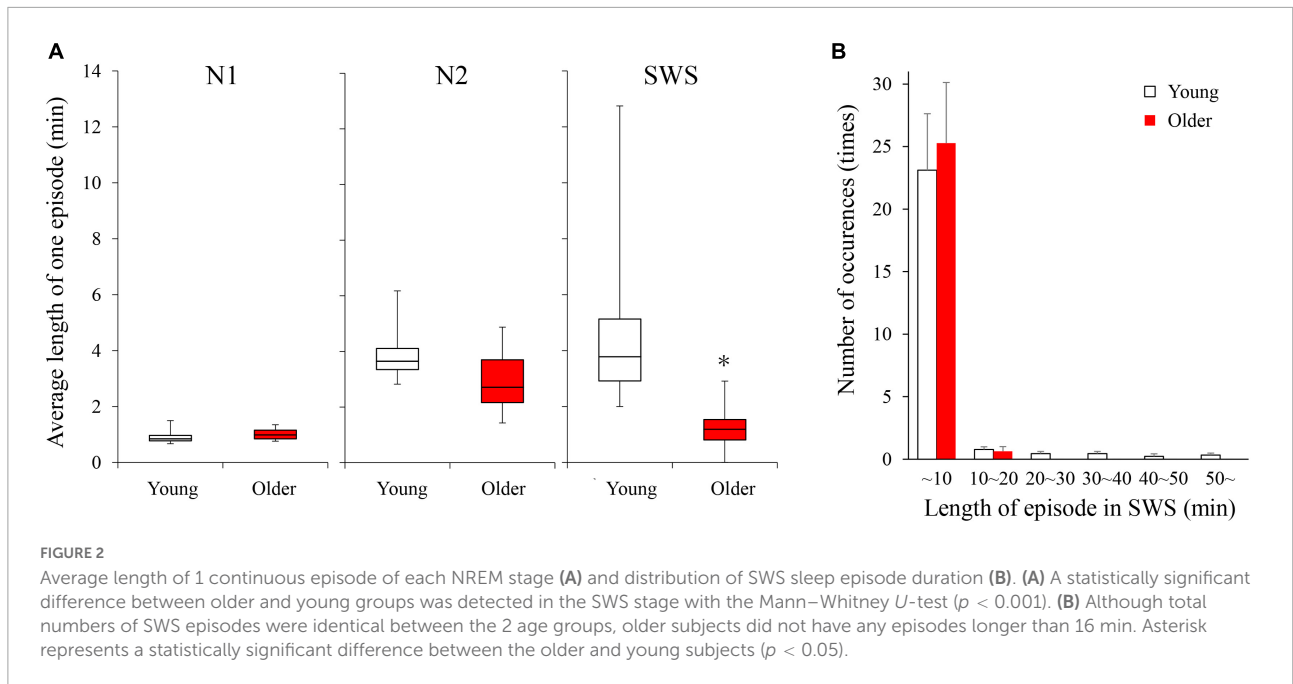 A
B
N1
N2
SWS
Average length of one episode (min)
14
12
10
8
6
4
2
0
Young
Older
Young
Older
Young
Older
*
Number of occurences (times)
30
25
20
15
10
5
0
Young
Older
~10
10~20
20~30
30~40
40~50
50~
Length of episode in SWS (min)
FIGURE 2
Average length of 1 continuous episode of each NREM stage (A) and distribution of SWS sleep episode duration (B). (A) A statistically significant
difference between older and young groups was detected in the SWS stage with the Mann–Whitney U-test (p < 0.001). (B) Although total
numbers of SWS episodes were identical between the 2 age groups, older subjects did not have any episodes longer than 16 min. Asterisk
represents a statistically significant difference between the older and young subjects (p < 0.05).